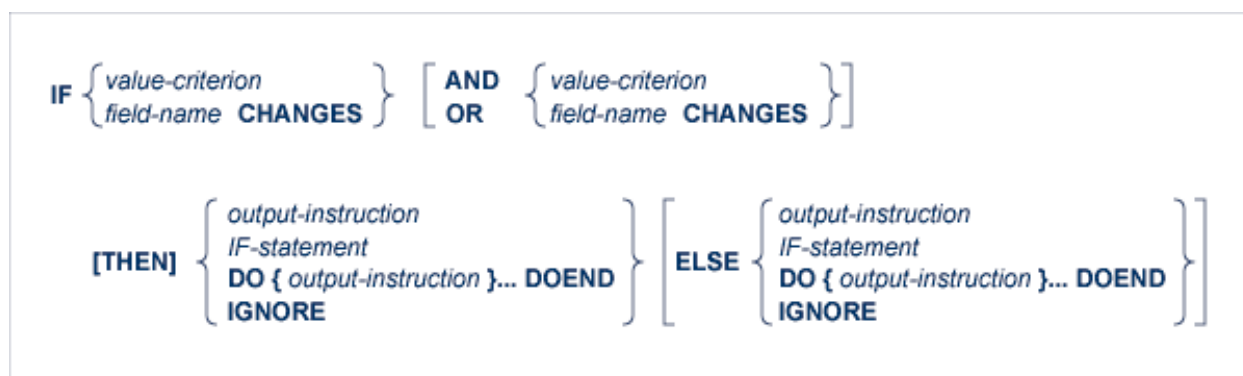 IF { value-criterion } [ AND { value-criterion } ]
field-name CHANGES OR field-name CHANGES
output-instruction output-instruction
IF-statement IF-statement
[THEN] { DO { output-instruction }... DOEND } [ ELSE { DO { output-instruction }... DOEND } ]
IGNORE IGNORE